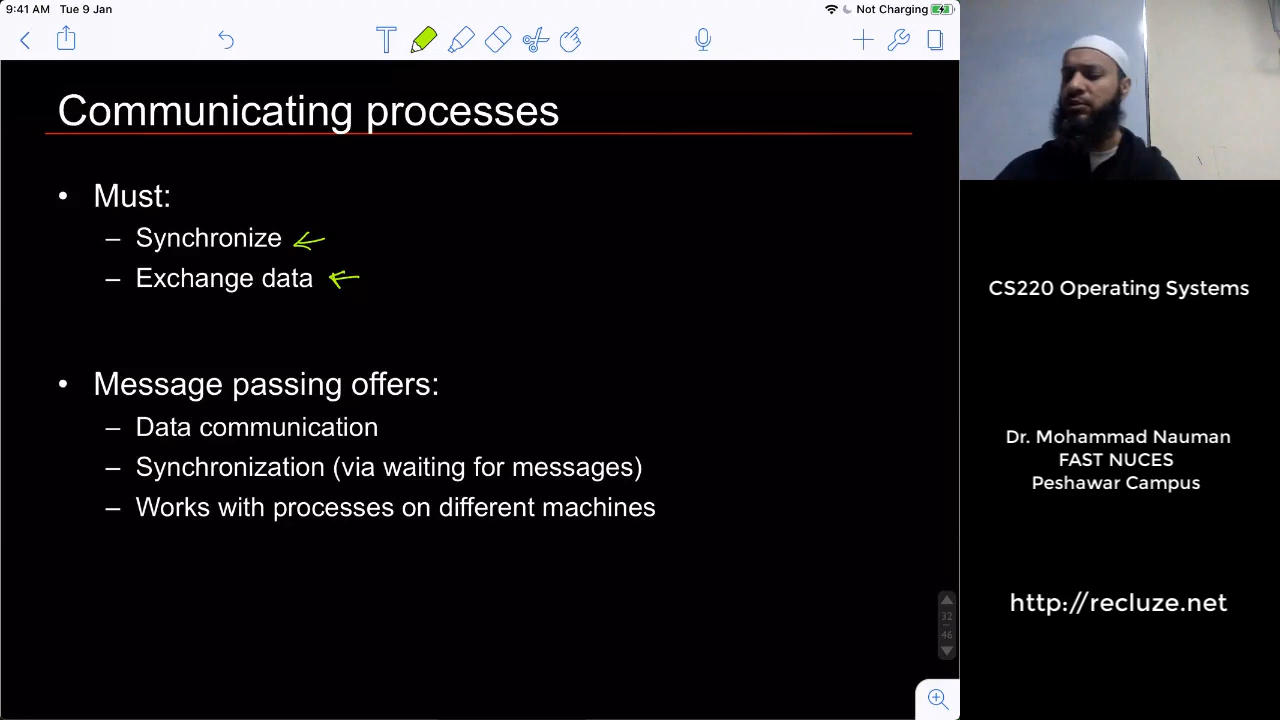 9:41 AM Tue 9 Jan
Not Charging
T
Communicating processes
• Must:
– Synchronize
– Exchange data
• Message passing offers:
– Data communication
– Synchronization (via waiting for messages)
– Works with processes on different machines
32
46
CS220 Operating Systems
Dr. Mohammad Nauman
FAST NUCES
Peshawar Campus
http://recluze.net